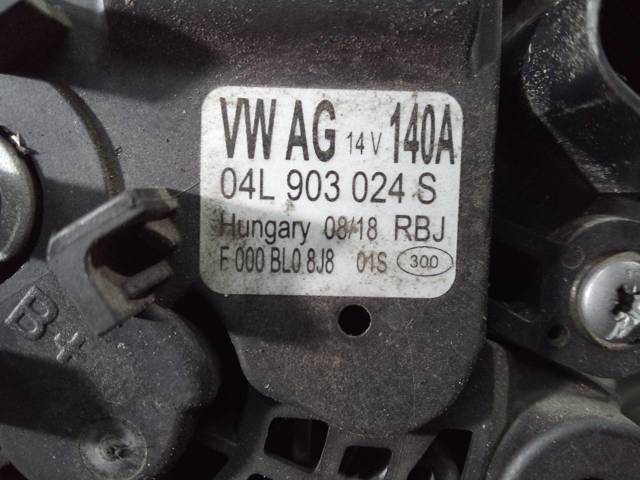 VW AG 14 V 140A
04L 903 024 S
Hungary 08/18 RBJ
F 000 BL0 8J8 01S 300
B+